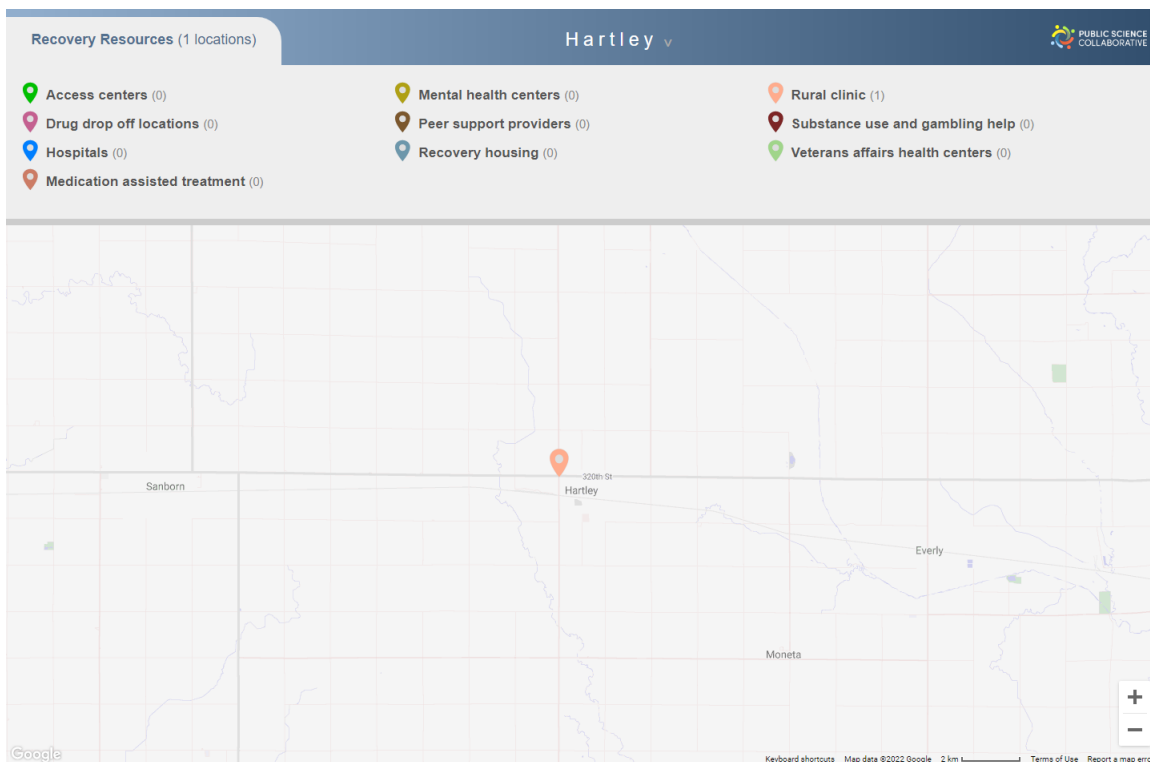 Recovery Resources (1 locations)
Hartley v
PUBLIC SCIENCE
COLLABORATIVE
Access centers (0)
Drug drop off locations (0)
Hospitals (0)
Medication assisted treatment (0)
Mental health centers (0)
Peer support providers (0)
Recovery housing (0)
Rural clinic (1)
Substance use and gambling help (0)
Veterans affairs health centers (0)
320th St
Sanborn
Hartley
Everly
Moneta
+
−
Google
Keyboard shortcuts Map data ©2022 Google 2 km Terms of Use Report a map erro